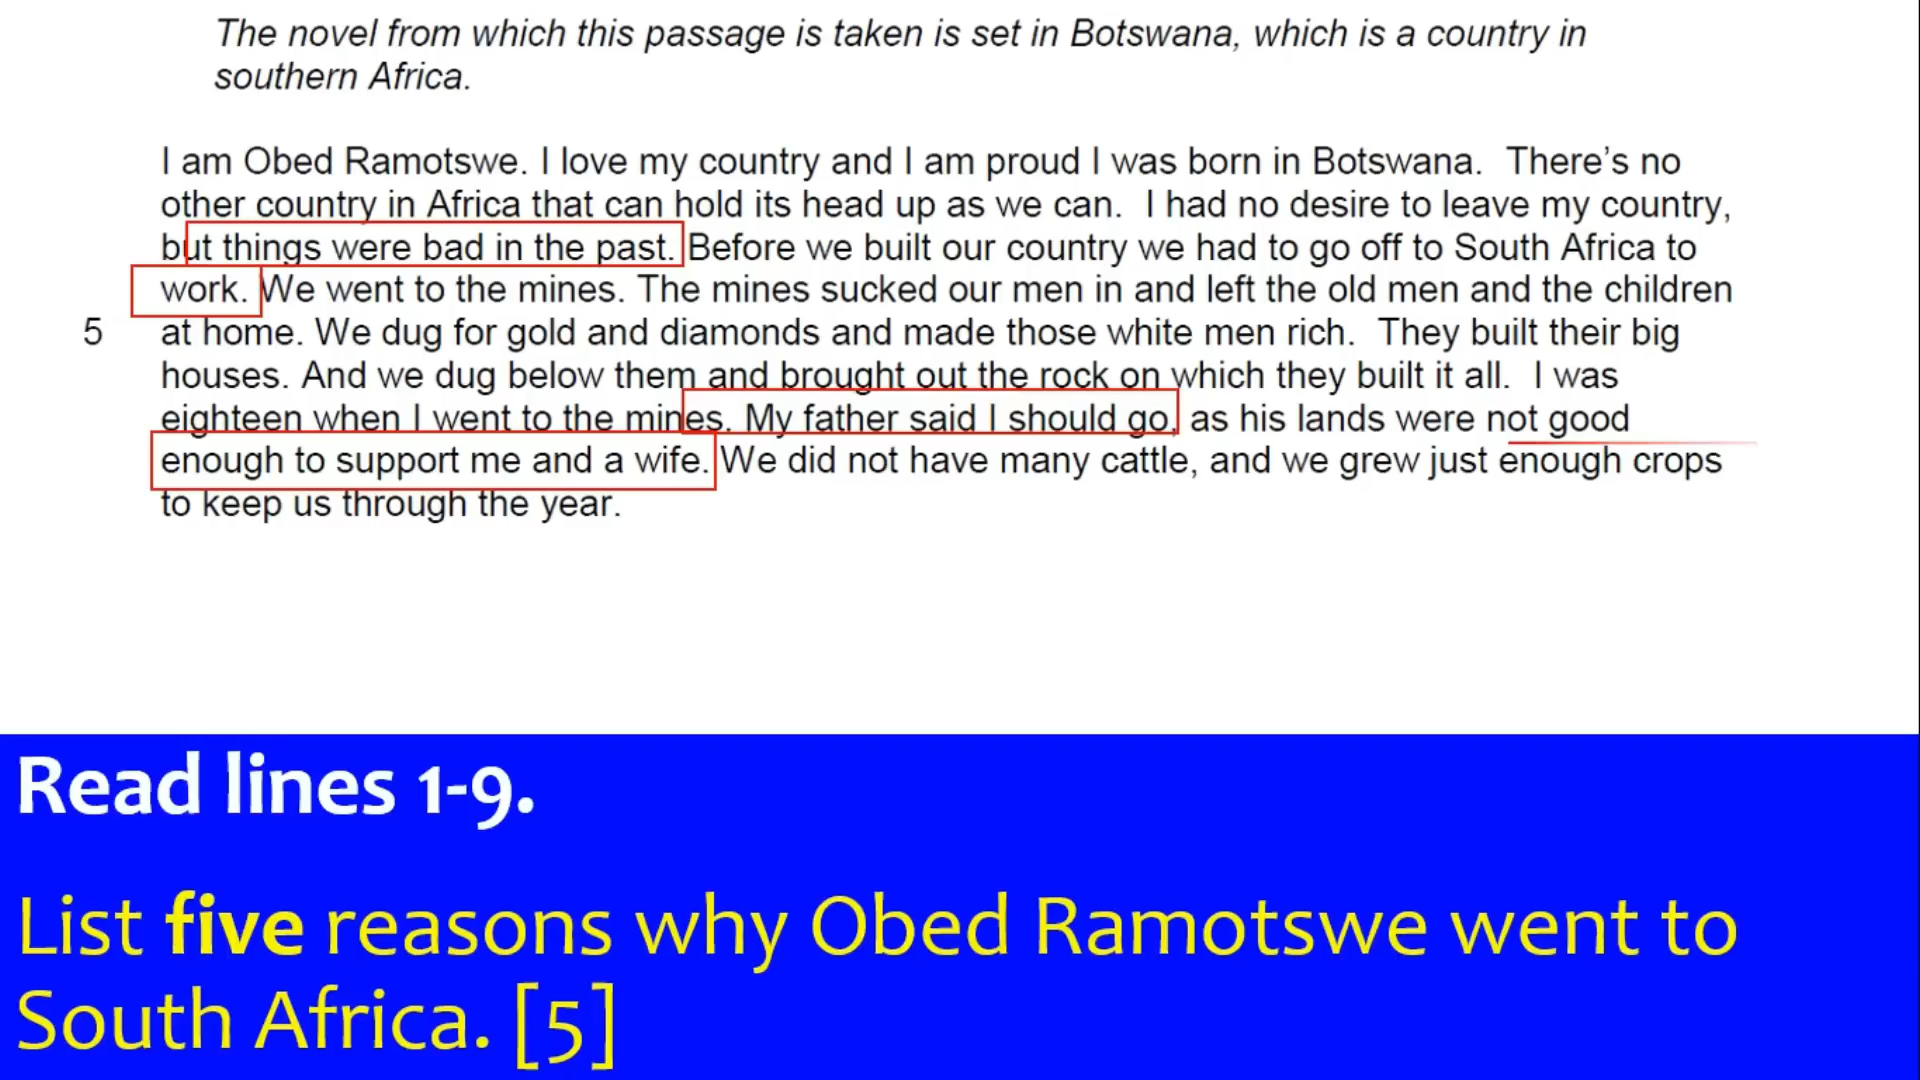 The novel from which this passage is taken is set in Botswana, which is a country in
southern Africa.
I am Obed Ramotswe. I love my country and I am proud I was born in Botswana. There's no
other country in Africa that can hold its head up as we can. I had no desire to leave my country,
but things were bad in the past. Before we built our country we had to go off to South Africa to
work. We went to the mines. The mines sucked our men in and left the old men and the children
5 at home. We dug for gold and diamonds and made those white men rich. They built their big
houses. And we dug below them and brought out the rock on which they built it all. I was
eighteen when I went to the mines. My father said I should go, as his lands were not good
enough to support me and a wife. We did not have many cattle, and we grew just enough crops
to keep us through the year.
Read lines 1-9.
List five reasons why Obed Ramotswe went to
South Africa. [5]